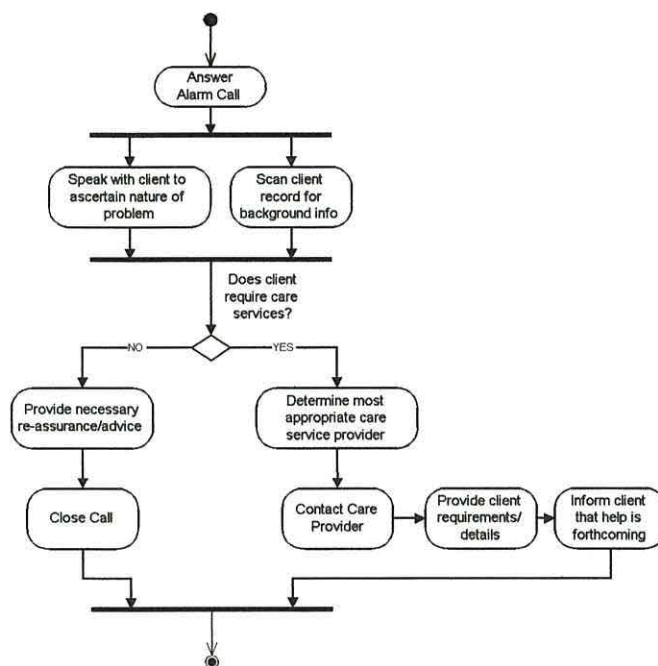 Answer
Alarm Call
Speak with client to
ascertain nature of
problem
Scan client
record for
background info
Does client
require care
services?
NO
YES
Provide necessary
re-assurance/advice
Determine most
appropriate care
service provider
Close Call
Contact Care
Provider
Provide client
requirements/
details
Inform client
that help is
forthcoming